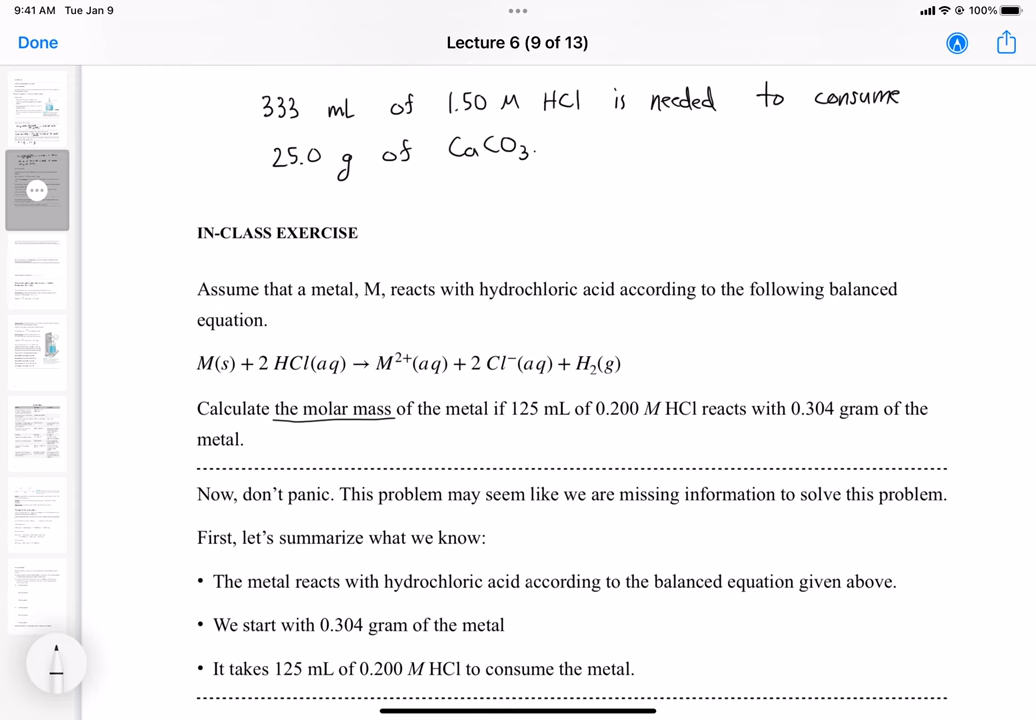 9:41 AM Tue Jan 9
100%
Done
Lecture 6 (9 of 13)
333 mL of 1.50 M HCl is needed to consume
25.0 g of CaCO₃.
IN-CLASS EXERCISE
Assume that a metal, M, reacts with hydrochloric acid according to the following balanced
equation.
M(s) + 2 HCl(aq) → M²⁺(aq) + 2 Cl⁻(aq) + H₂(g)
Calculate the molar mass of the metal if 125 mL of 0.200 M HCl reacts with 0.304 gram of the
metal.
Now, don’t panic. This problem may seem like we are missing information to solve this problem.
First, let’s summarize what we know:
• The metal reacts with hydrochloric acid according to the balanced equation given above.
• We start with 0.304 gram of the metal
• It takes 125 mL of 0.200 M HCl to consume the metal.